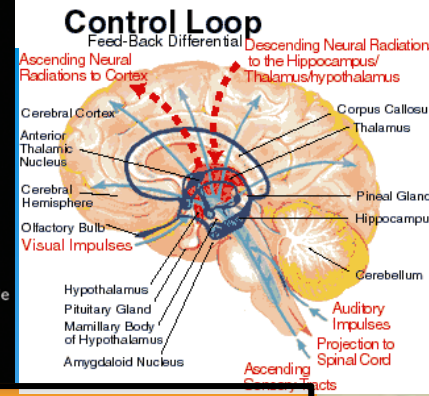 Control Loop
Feed-Back Differential
Ascending Neural
Radiations to Cortex
Descending Neural Radiation
to the Hippocampus/
Thalamus/hypothalamus
Cerebral Cortex
Corpus Callosu
Thalamus
Anterior
Thalamic
Nucleus
Cerebral
Hemisphere
Pineal Gland
Hippocampu
Olfactory Bulb
Visual Impulses
Cerebellum
Hypothalamus
Pituitary Gland
Mamillary Body
of Hypothalamus
Amygdaloid Nucleus
Auditory
Impulses
Projection to
Spinal Cord
Ascending
Sensory Tracts
e